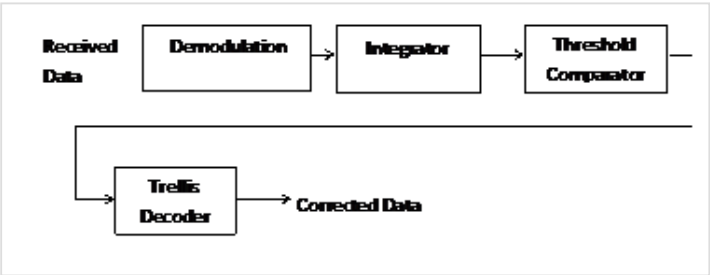 Received
Data
Demodulation
Integrator
Threshold
Comparator
Trellis
Decoder
Corrected Data